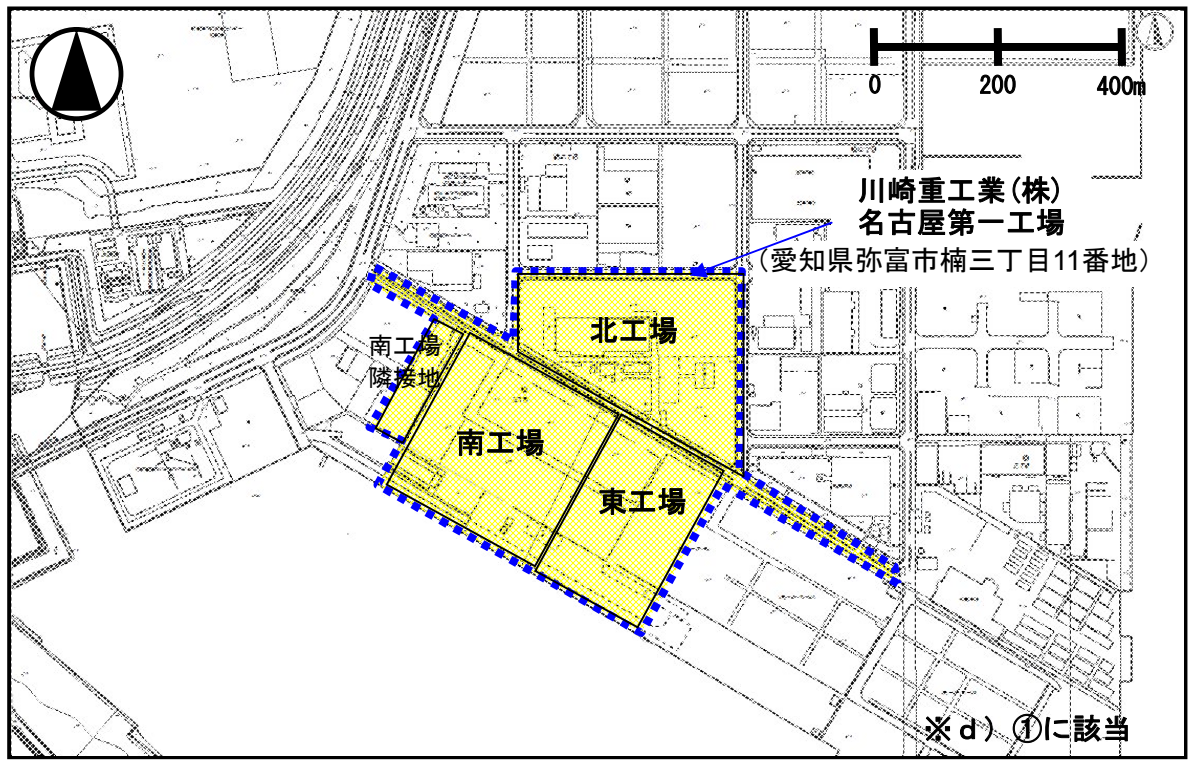 0 200 400m
川崎重工業(株)
名古屋第一工場
(愛知県弥富市楠三丁目11番地)
北工場
南工場
隣接地
南工場
東工場
※d)①に該当